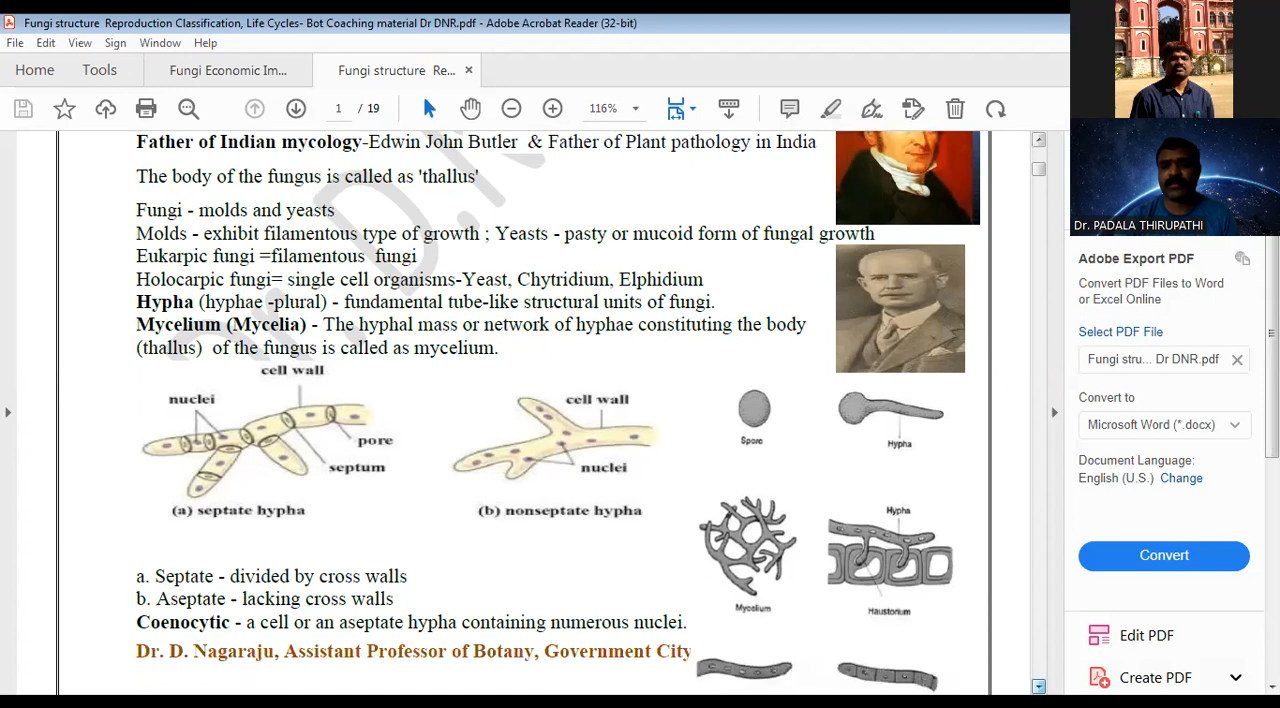 Fungi structure Reproduction Classification, Life Cycles- Bot Coaching material Dr DNR.pdf - Adobe Acrobat Reader (32-bit)
File Edit View Sign Window Help
Home Tools Fungi Economic Im... Fungi structure Re... ×
1 / 19 116%
Father of Indian mycology-Edwin John Butler & Father of Plant pathology in India
The body of the fungus is called as 'thallus'
Fungi - molds and yeasts
Molds - exhibit filamentous type of growth ; Yeasts - pasty or mucoid form of fungal growth
Eukarpic fungi =filamentous fungi
Holocarpic fungi= single cell organisms-Yeast, Chytridium, Elphidium
Hypha (hyphae -plural) - fundamental tube-like structural units of fungi.
Mycelium (Mycelia) - The hyphal mass or network of hyphae constituting the body
(thallus) of the fungus is called as mycelium.
cell wall
nuclei
pore
septum
(a) septate hypha
cell wall
nuclei
(b) nonseptate hypha
Spore
Hypha
Mycelium
Hypha
Haustorium
a. Septate - divided by cross walls
b. Aseptate - lacking cross walls
Coenocytic - a cell or an aseptate hypha containing numerous nuclei.
Dr. D. Nagaraju, Assistant Professor of Botany, Government City
Dr. PADALA THIRUPATHI
Adobe Export PDF
Convert PDF Files to Word
or Excel Online
Select PDF File
Fungi stru... Dr DNR.pdf
Convert to
Microsoft Word (*.docx)
Document Language:
English (U.S.) Change
Convert
Edit PDF
Create PDF